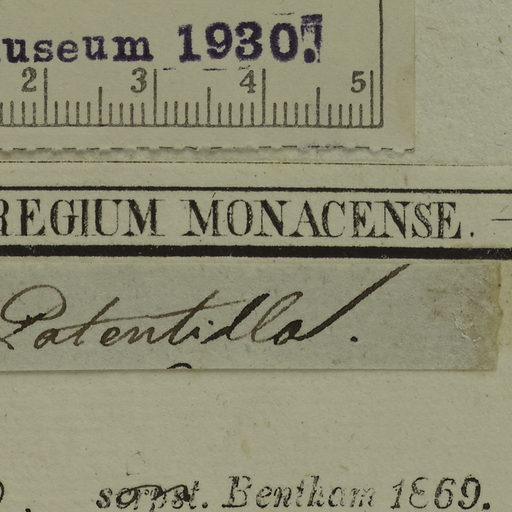 useum 1930.
2 3 4 5
REGIUM MONACENSE.
Potentilla.
scripst. Bentham 1869.